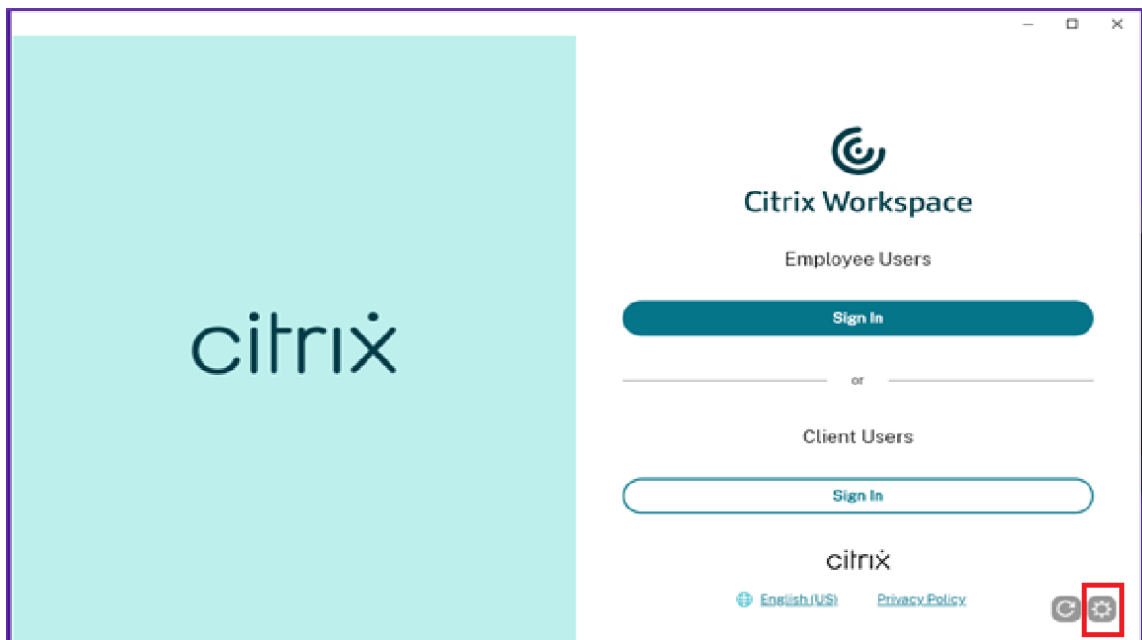 citrix
Citrix Workspace
Employee Users
Sign In
or
Client Users
Sign In
citrix
English (US)
Privacy Policy